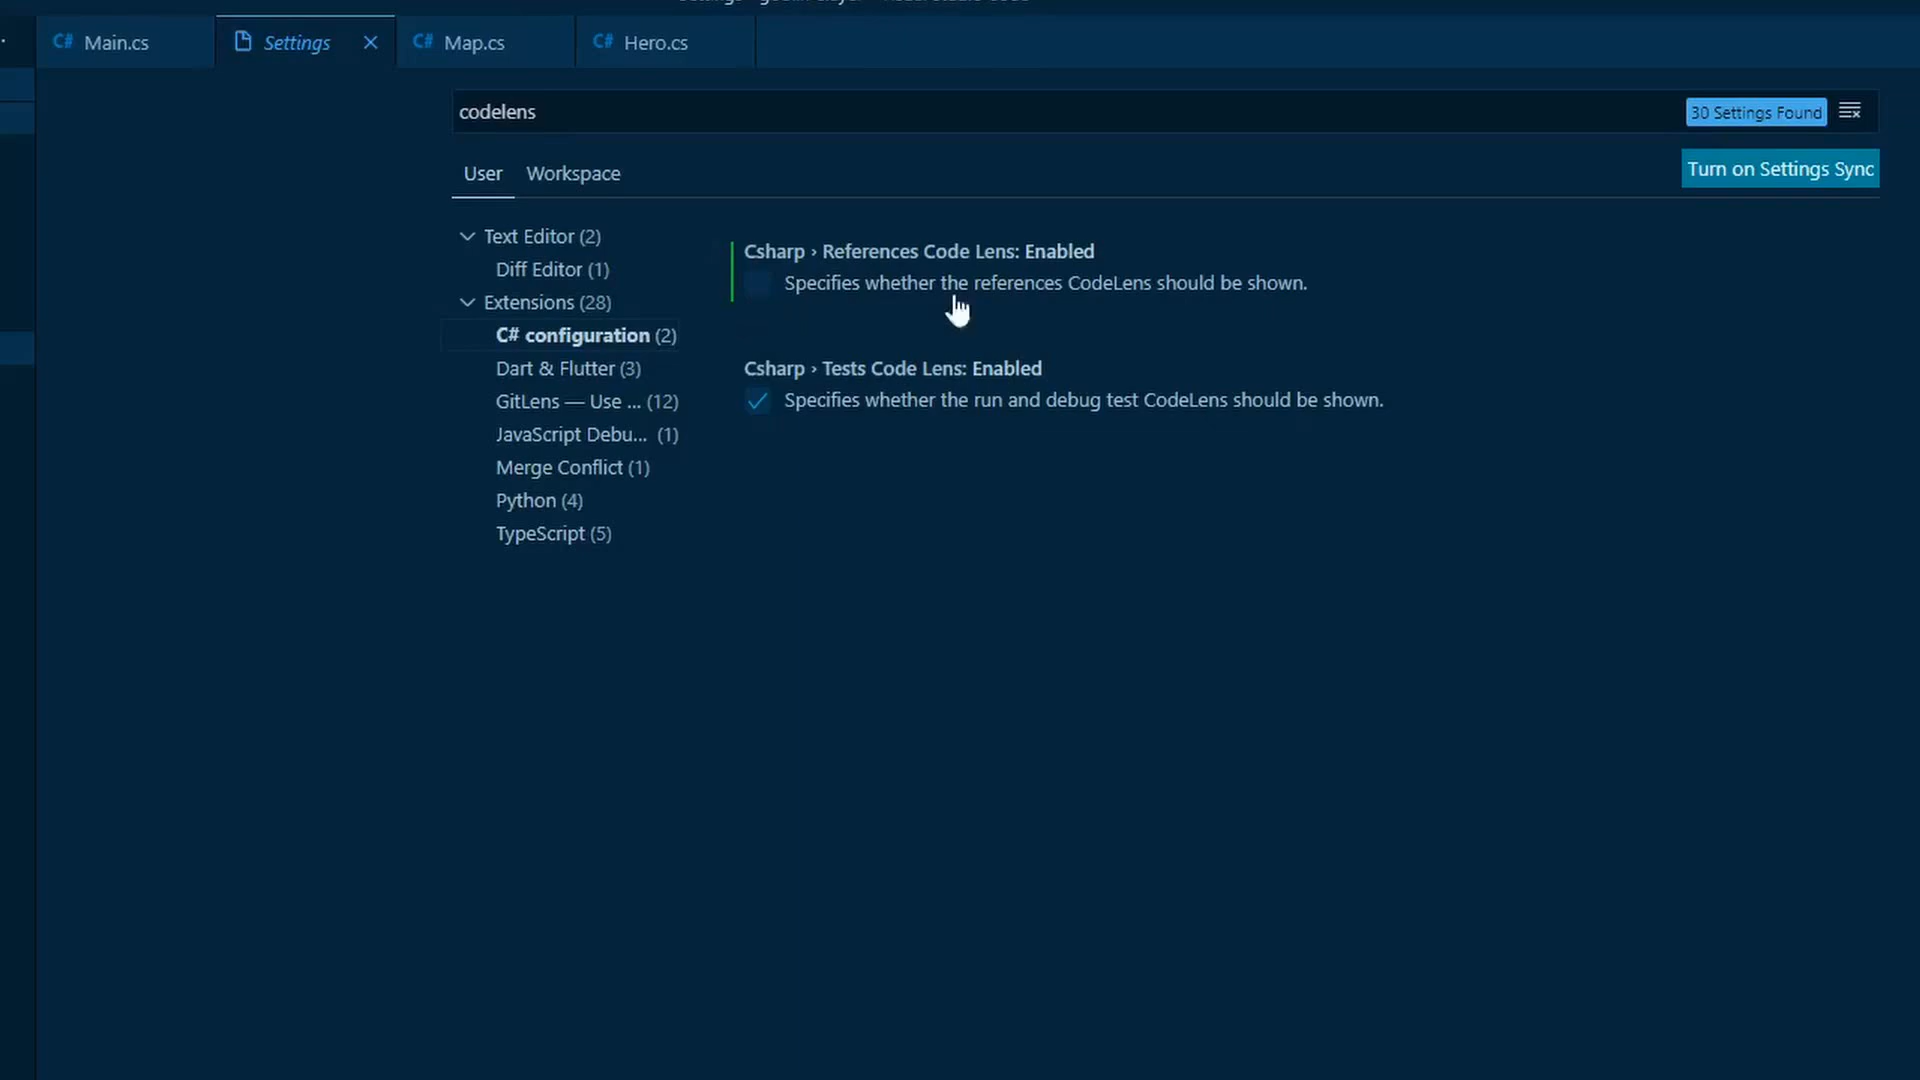 C# Main.cs
Settings
C# Map.cs
C# Hero.cs
codelens
30 Settings Found
User
Workspace
Turn on Settings Sync
Text Editor (2)
Diff Editor (1)
Extensions (28)
C# configuration (2)
Dart & Flutter (3)
GitLens — Use ... (12)
JavaScript Debu... (1)
Merge Conflict (1)
Python (4)
TypeScript (5)
Csharp › References Code Lens: Enabled
Specifies whether the references CodeLens should be shown.
Csharp › Tests Code Lens: Enabled
Specifies whether the run and debug test CodeLens should be shown.